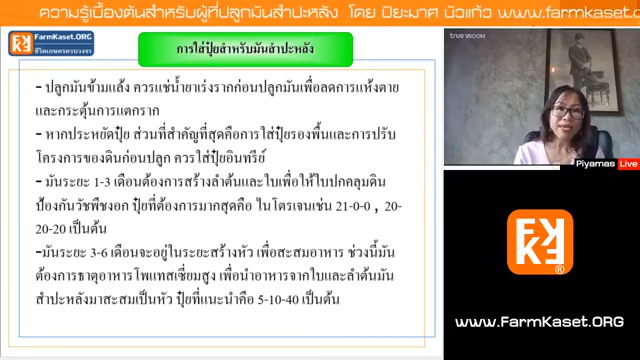 ความรู้เบื้องต้นสำหรับผู้ที่ปลูกมันสำปะหลัง โดย ปิยะมาศ บัวแก้ว www.farmkaset.org
FarmKaset.ORG
ชีวิตเกษตรครบวงจร
การใส่ปุ๋ยสำหรับมันสำปะหลัง
- ปลูกมันข้ามแล้ง ควรแช่น้ำยาเร่งรากก่อนปลูกมันเพื่อลดการแห้งตาย
และกระตุ้นการแตกราก
- หากประหยัดปุ๋ย ส่วนที่สำคัญที่สุดคือการใส่ปุ๋ยรองพื้นและการปรับ
โครงการของดินก่อนปลูก ควรใส่ปุ๋ยอินทรีย์
- มันระยะ 1-3 เดือนต้องการสร้างลำต้นและใบเพื่อให้ใบปกคลุมดิน
ป้องกันวัชพืชงอก ปุ๋ยที่ต้องการมากสุดคือ ไนโตรเจนเช่น 21-0-0 , 20-
20-20 เป็นต้น
-มันระยะ 3-6 เดือนจะอยู่ในระยะสร้างหัว เพื่อสะสมอาหาร ช่วงนี้มัน
ต้องการธาตุอาหารโพแทสเซี่ยมสูง เพื่อนำอาหารจากใบและลำต้นมัน
สำปะหลังมาสะสมเป็นหัว ปุ๋ยที่แนะนำคือ 5-10-40 เป็นต้น
true VROOM
Piyamas Live
FK
FK
®
www.FarmKaset.ORG